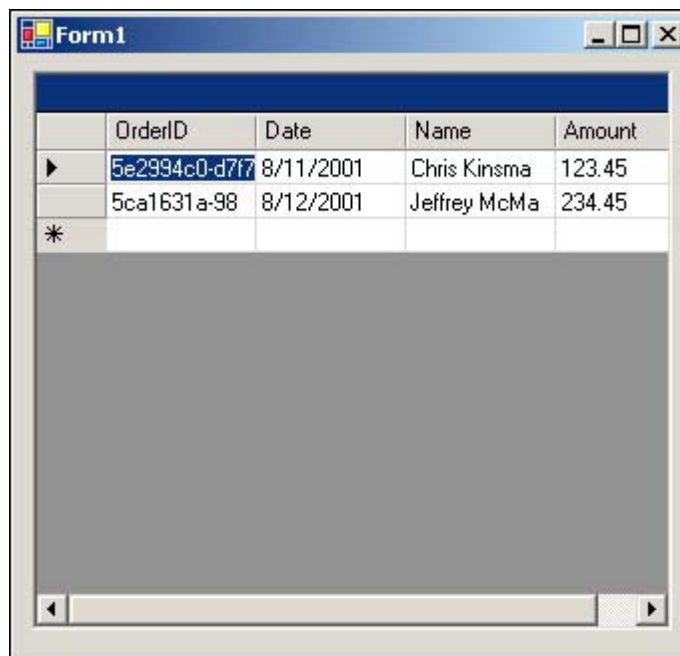 Form1
OrderID Date Name Amount
5e2994c0-d7f7 8/11/2001 Chris Kinsma 123.45
5ca1631a-98 8/12/2001 Jeffrey McMa 234.45